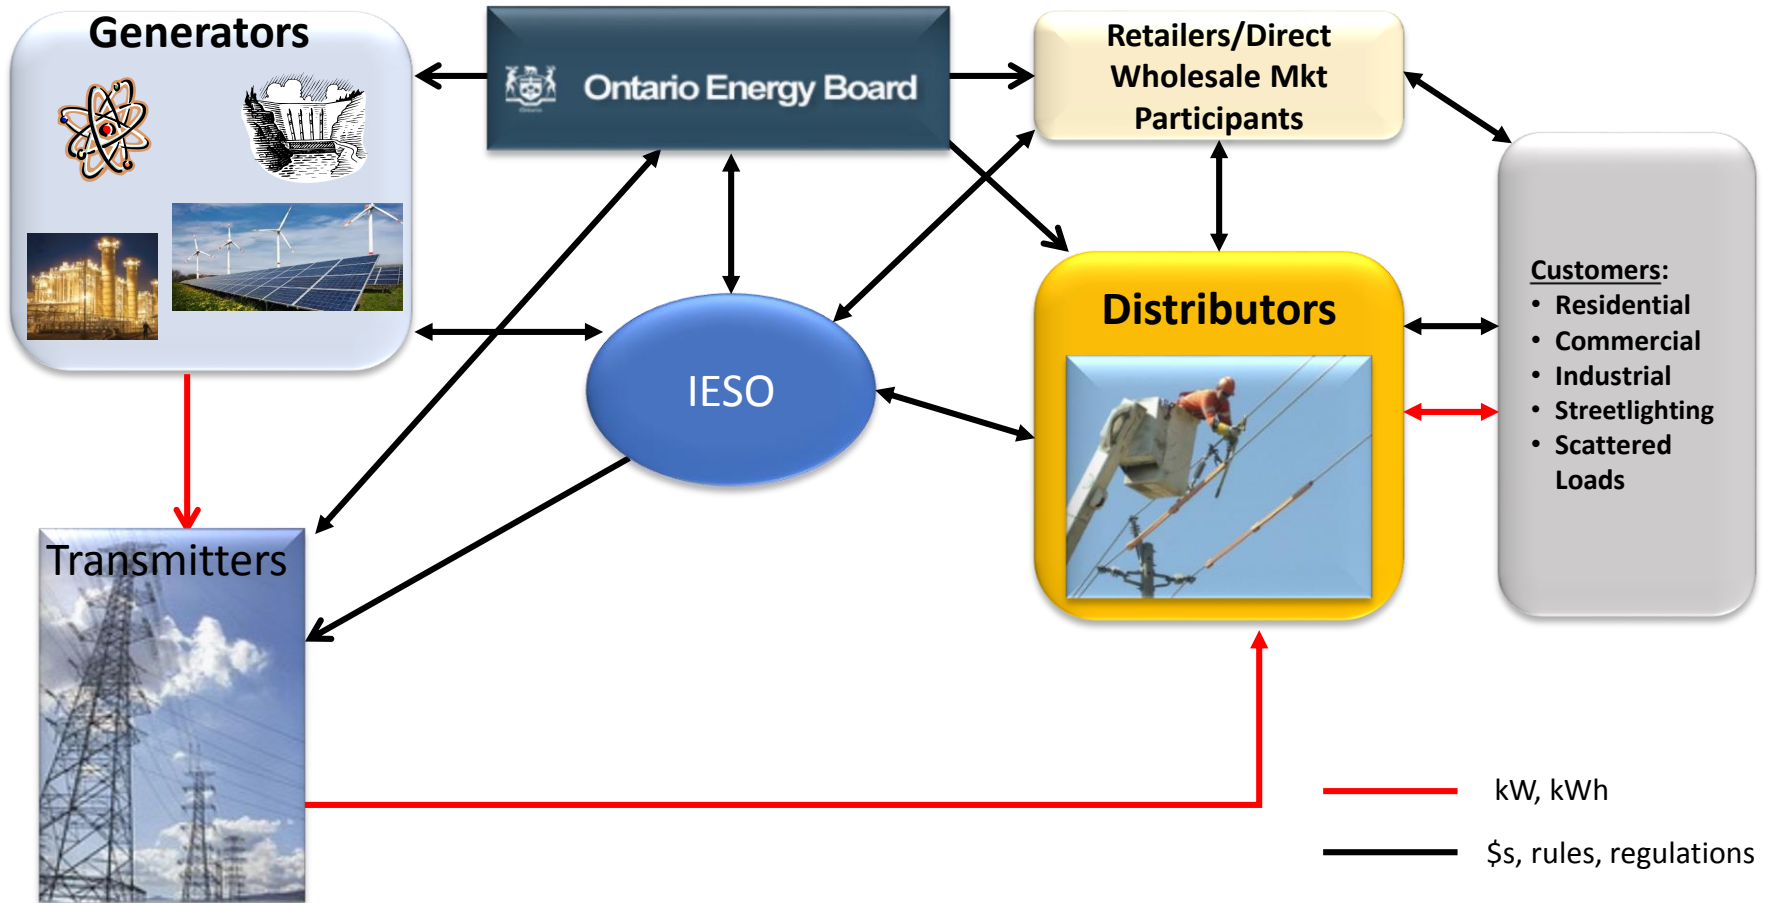 Generators
Ontario Energy Board
Ontario
Retailers/Direct
Wholesale Mkt
Participants
Customers:
• Residential
• Commercial
• Industrial
• Streetlighting
• Scattered
Loads
Distributors
IESO
Transmitters
kW, kWh
$s, rules, regulations